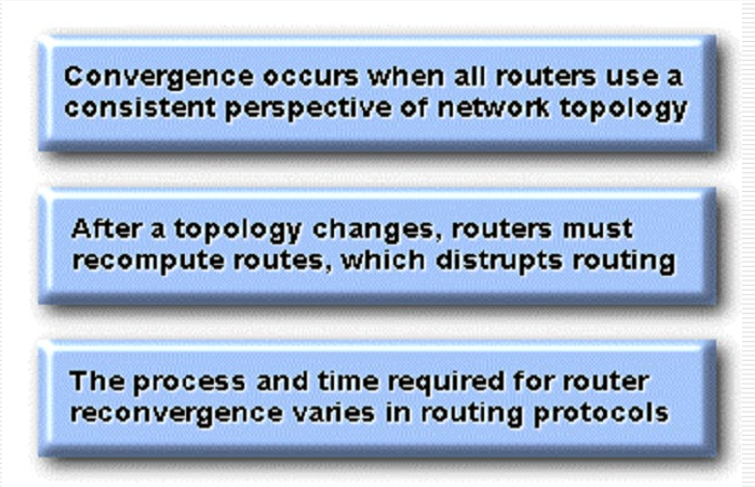 Convergence occurs when all routers use a
consistent perspective of network topology
After a topology changes, routers must
recompute routes, which distrupts routing
The process and time required for router
reconvergence varies in routing protocols